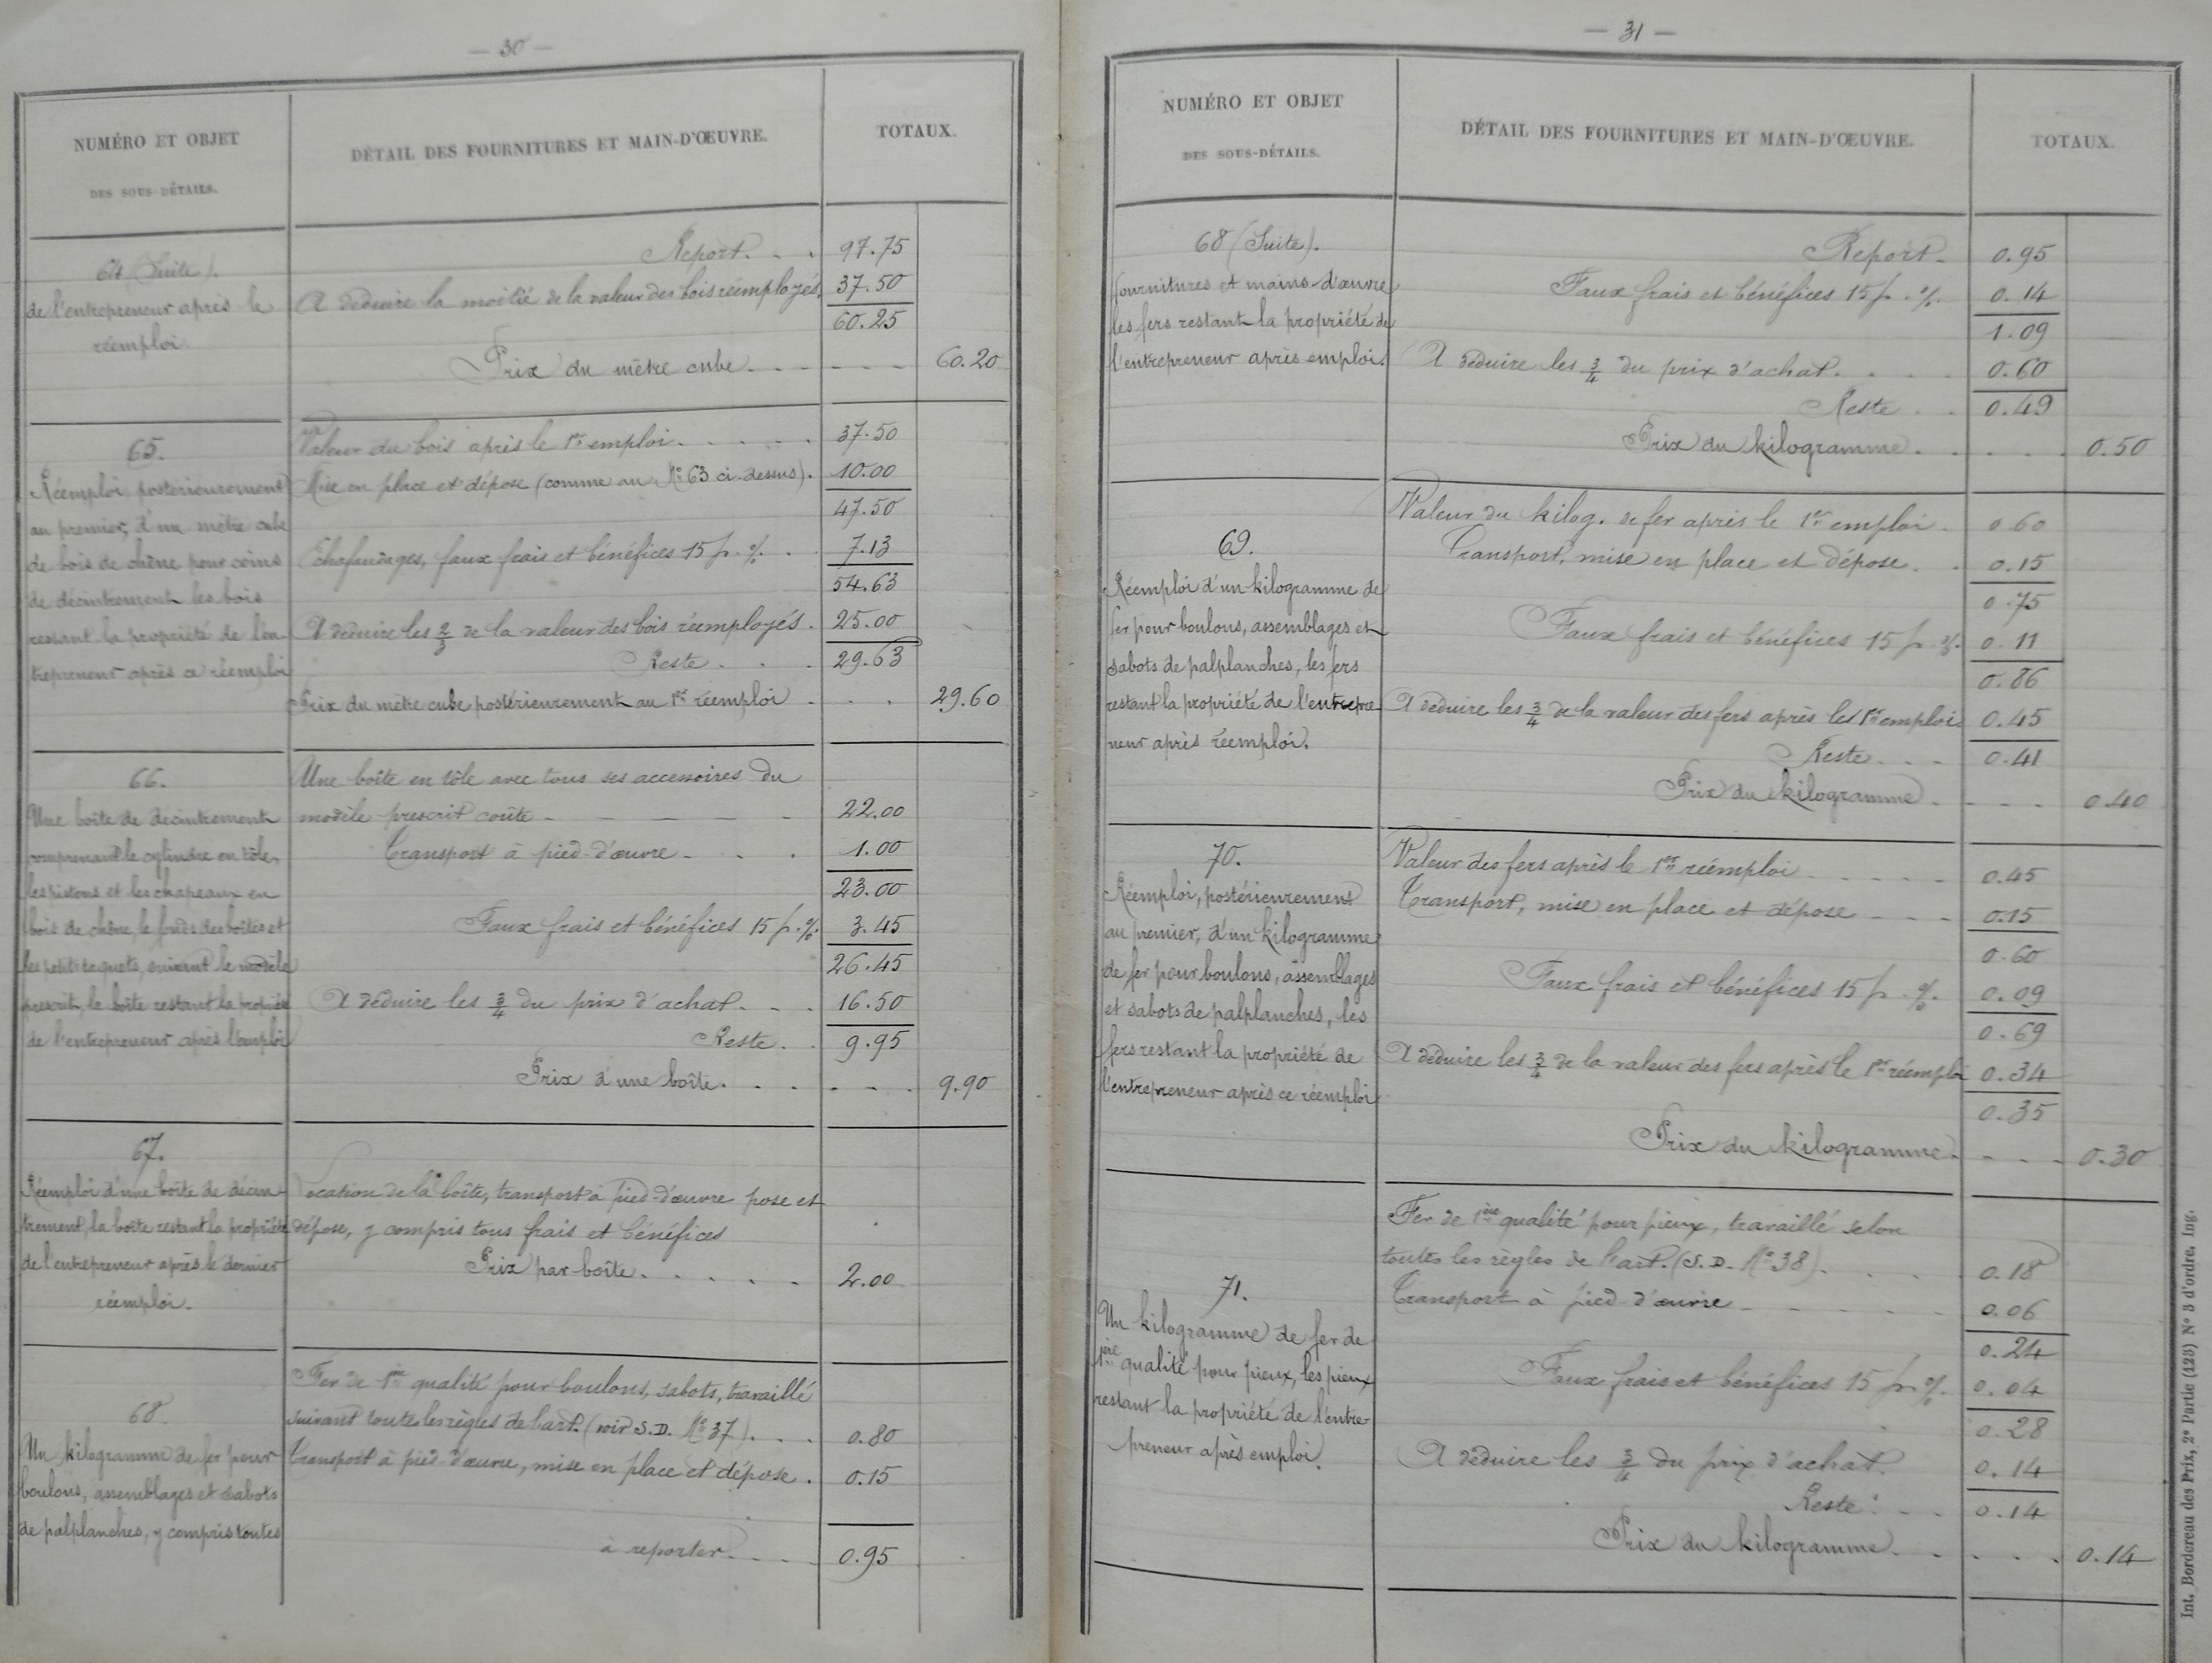 — 30 —
NUMÉRO ET OBJET
DES SOUS-DÉTAILS.
DÉTAIL DES FOURNITURES ET MAIN-D'ŒUVRE.
TOTAUX.
64 (Suite).
de l'entrepreneur après le
réemploi.
Report. . . 97.75
A déduire la moitié de la valeur des bois réemployés. 37.50
60.25
Prix du mètre cube. - - - - - - 60.20
65.
Réemploi, postérieurement
au premier, d'un mètre cube
de bois de chêne pour coins
de décintrement les bois
restant la propriété de l'en-
trepreneur après ce réemploi
Valeur du bois après le 1er emploi. . . . . . 37.50
Mise en place et dépose (comme au No 63 ci-dessus). 10.00
47.50
Echafaudages, faux frais et bénéfices 15 p. % . . 7.13
54.63
A déduire les 2/3 de la valeur des bois réemployés. 25.00
Reste . . . 29.63
Prix du mètre cube postérieurement au 1er réemploi . . . 29.60
66.
Une boîte de décintrement
comprenant le cylindre en tôle,
les pistons et les chapeaux en
bois de chêne, le fonds des boîtes et
les petits taquets, suivant le modèle
prescrit, la boîte restant la propriété
de l'entrepreneur après l'emploi
Une boîte en tôle avec tous ses accessoires du
modèle prescrit coûte - - - - - 22.00
Transport à pied-d'œuvre. . . . 1.00
23.00
Faux frais et bénéfices 15 p. % 3.45
26.45
A déduire les 3/4 du prix d'achat. - - . 16.50
Reste. . 9.95
Prix d'une boîte. . . . . - - . 9.90
67.
Réemploi d'une boîte de décin-
trement, la boîte restant la propriété
de l'entrepreneur après le dernier
réemploi.
Location de la boîte, transport à pied-d'œuvre pose et
dépose, y compris tous frais et bénéfices
Prix par boîte. . . . . . 2.00
68.
Un kilogramme de fer pour
boulons, assemblages et sabots
de palplanches, y compris toutes
Fer de 1ère qualité pour boulons, sabots, travaillé
suivant toutes les règles de l'art. (voir S.D. No 37). . . 0.80
Transport à pied-d'œuvre, mise en place et dépose. . 0.15
à reporter. . . . 0.95
— 31 —
NUMÉRO ET OBJET
DES SOUS-DÉTAILS.
DÉTAIL DES FOURNITURES ET MAIN-D'ŒUVRE.
TOTAUX.
68 (Suite).
fournitures et mains-d'œuvre
les fers restant la propriété de
l'entrepreneur après emploi.
Report. 0.95
Faux frais et bénéfices 15 p. % 0.14
1.09
A déduire les 3/4 du prix d'achat. . . . 0.60
Reste . . 0.49
Prix du kilogramme . . . . . 0.50
69.
Réemploi d'un kilogramme de
fer pour boulons, assemblages et
sabots de palplanches, les fers
restant la propriété de l'entrepre-
neur après réemploi.
Valeur du kilog. de fer après le 1er emploi. 0.60
Transport, mise en place et dépose. . 0.15
0.75
Faux frais et bénéfices 15 p. % 0.11
0.86
A déduire les 3/4 de la valeur des fers après les 1er emplois 0.45
Reste. . . 0.41
Prix du kilogramme . - - . 0.40
70.
Réemploi, postérieurement
au premier, d'un kilogramme
de fer pour boulons, assemblages
et sabots de palplanches, les
fers restant la propriété de
l'entrepreneur après ce réemploi
Valeur des fers après le 1er réemploi . . . . . 0.45
Transport, mise en place et dépose - - - 0.15
0.60
Faux frais et bénéfices 15 p. % 0.09
0.69
A déduire les 3/4 de la valeur des fers après le 1er réemploi 0.34
0.35
Prix du kilogramme. - - - 0.30
71.
Un kilogramme de fer de
1ère qualité pour pieux, les pieux
restant la propriété de l'entre-
preneur après emploi.
Fer de 1ère qualité pour pieux, travaillé selon
toutes les règles de l'art. (S.D. No 38). . . . 0.18
Transport à pied-d'œuvre - - - - - 0.06
0.24
Faux frais et bénéfices 15 p. % 0.04
0.28
A déduire les 3/4 du prix d'achat. 0.14
Reste: - - 0.14
Prix du kilogramme. . . . . 0.14
Int. Bordereau des Prix, 2e Partie (123) No 3 d'ordre. Ing.